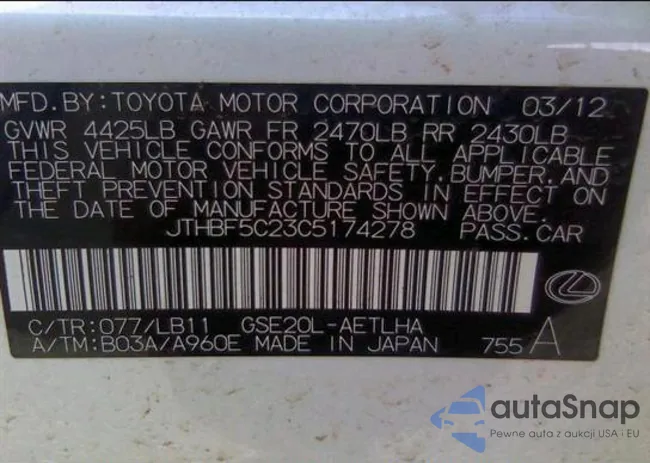 MFD. BY: TOYOTA MOTOR CORPORATION 03/12
GVWR 4425LB GAWR FR 2470LB RR 2430LB
THIS VEHICLE CONFORMS TO ALL APPLICABLE
FEDERAL MOTOR VEHICLE SAFETY, BUMPER, AND
THEFT PREVENTION STANDARDS IN EFFECT ON
THE DATE OF MANUFACTURE SHOWN ABOVE.
JTHBF5C23C5174278 PASS. CAR
C/TR: 077/LB11 GSE20L-AETLHA
A/TM: B03A/A960E MADE IN JAPAN 755 A
autaSnap
Pewne auta z aukcji USA i EU